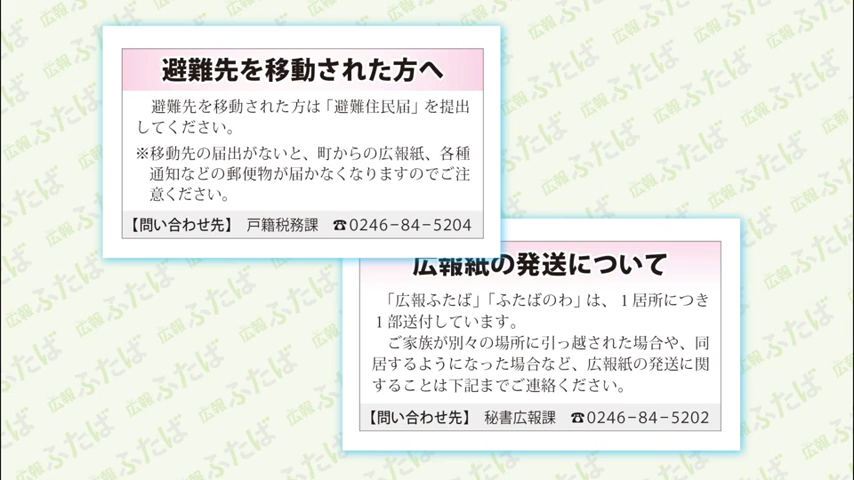 避難先を移動された方へ
避難先を移動された方は「避難住民届」を提出
してください。
※移動先の届出がないと、町からの広報紙、各種
通知などの郵便物が届かなくなりますのでご注
意ください。
【問い合わせ先】 戸籍税務課 ☎0246-84-5204
広報紙の発送について
「広報ふたば」「ふたばのわ」は、1居所につき
1部送付しています。
ご家族が別々の場所に引っ越された場合や、同
居するようになった場合など、広報紙の発送に関
することは下記までご連絡ください。
【問い合わせ先】 秘書広報課 ☎0246-84-5202
広報ふたば